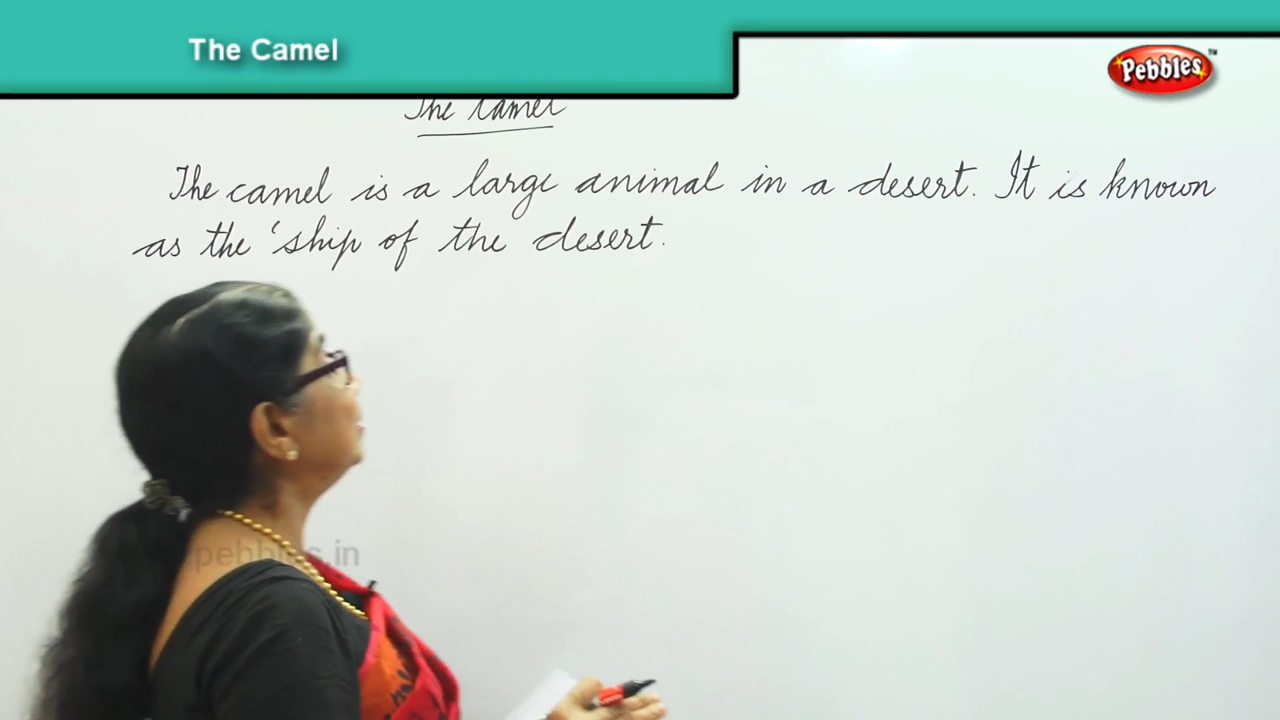 The Camel
Pebbles™
The Camel
The camel is a large animal in a desert. It is known
as the 'ship of the desert.
pebbles.in